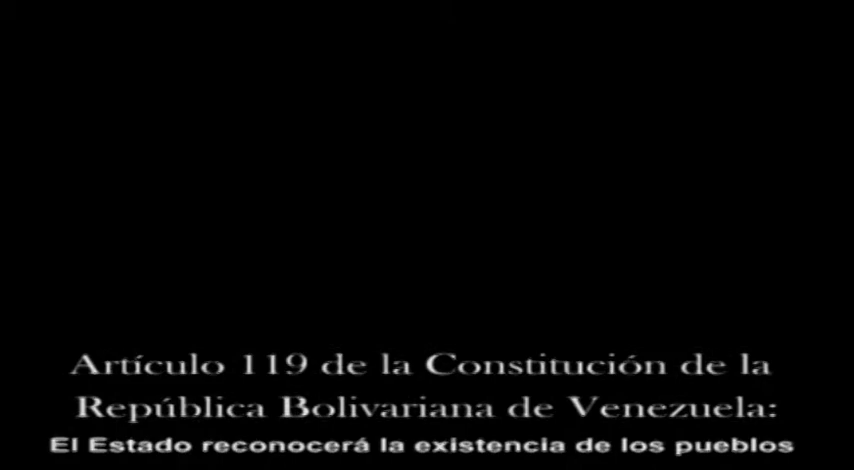 Artículo 119 de la Constitución de la
República Bolivariana de Venezuela:
El Estado reconocerá la existencia de los pueblos